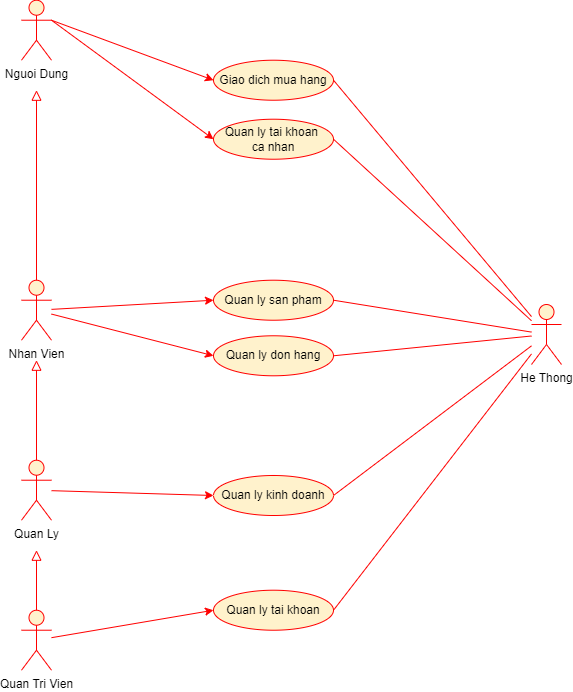 Nguoi Dung
Giao dich mua hang
Quan ly tai khoan
ca nhan
Nhan Vien
Quan ly san pham
Quan ly don hang
He Thong
Quan Ly
Quan ly kinh doanh
Quan Tri Vien
Quan ly tai khoan